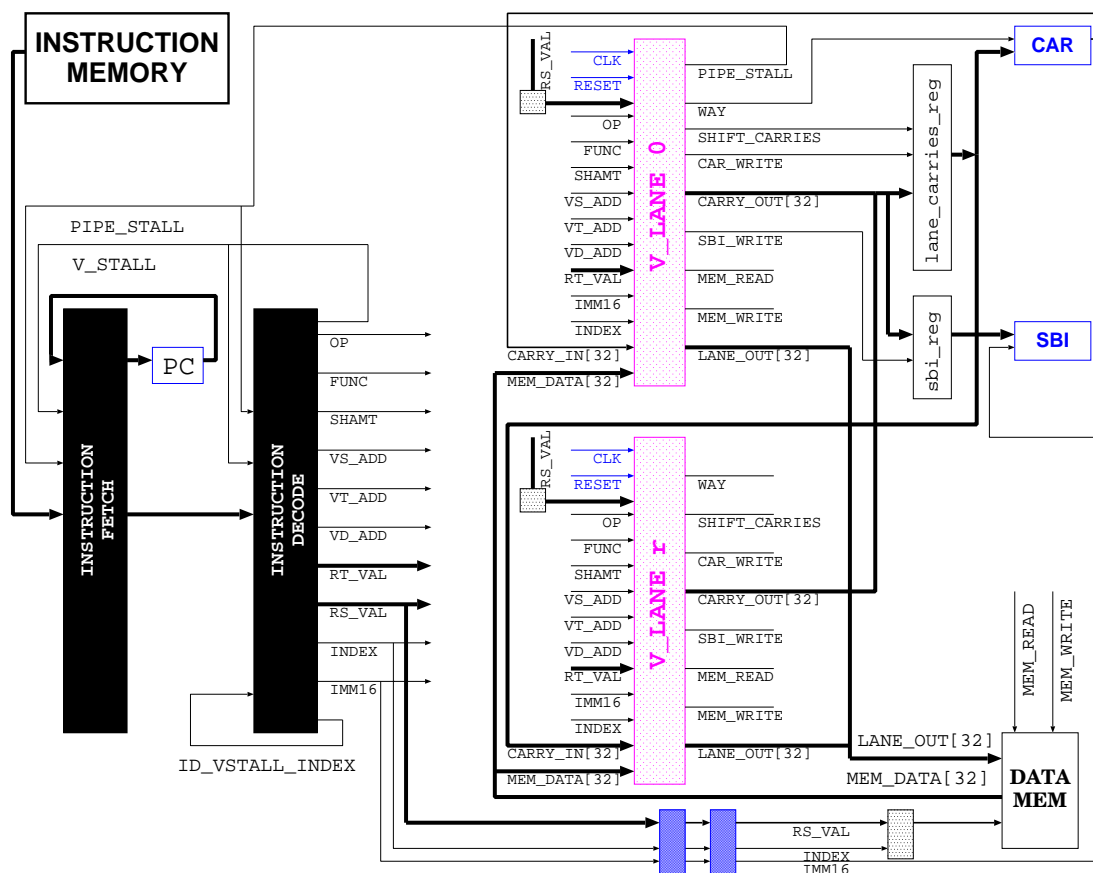 INSTRUCTION
MEMORY
PIPE_STALL
V_STALL
PC
INSTRUCTION
FETCH
INSTRUCTION
DECODE
OP
FUNC
SHAMT
VS_ADD
VT_ADD
VD_ADD
RT_VAL
RS_VAL
INDEX
IMM16
ID_VSTALL_INDEX
RS_VAL
CLK
RESET
OP
FUNC
SHAMT
VS_ADD
VT_ADD
VD_ADD
RT_VAL
IMM16
INDEX
CARRY_IN[32]
MEM_DATA[32]
V_LANE 0
PIPE_STALL
WAY
SHIFT_CARRIES
CAR_WRITE
CARRY_OUT[32]
SBI_WRITE
MEM_READ
MEM_WRITE
LANE_OUT[32]
lane_carries_reg
sbi_reg
CAR
SBI
RS_VAL
CLK
RESET
OP
FUNC
SHAMT
VS_ADD
VT_ADD
VD_ADD
RT_VAL
IMM16
INDEX
CARRY_IN[32]
MEM_DATA[32]
V_LANE r
WAY
SHIFT_CARRIES
CAR_WRITE
CARRY_OUT[32]
SBI_WRITE
MEM_READ
MEM_WRITE
LANE_OUT[32]
MEM_READ
MEM_WRITE
LANE_OUT[32]
MEM_DATA[32]
DATA
MEM
RS_VAL
INDEX
IMM16